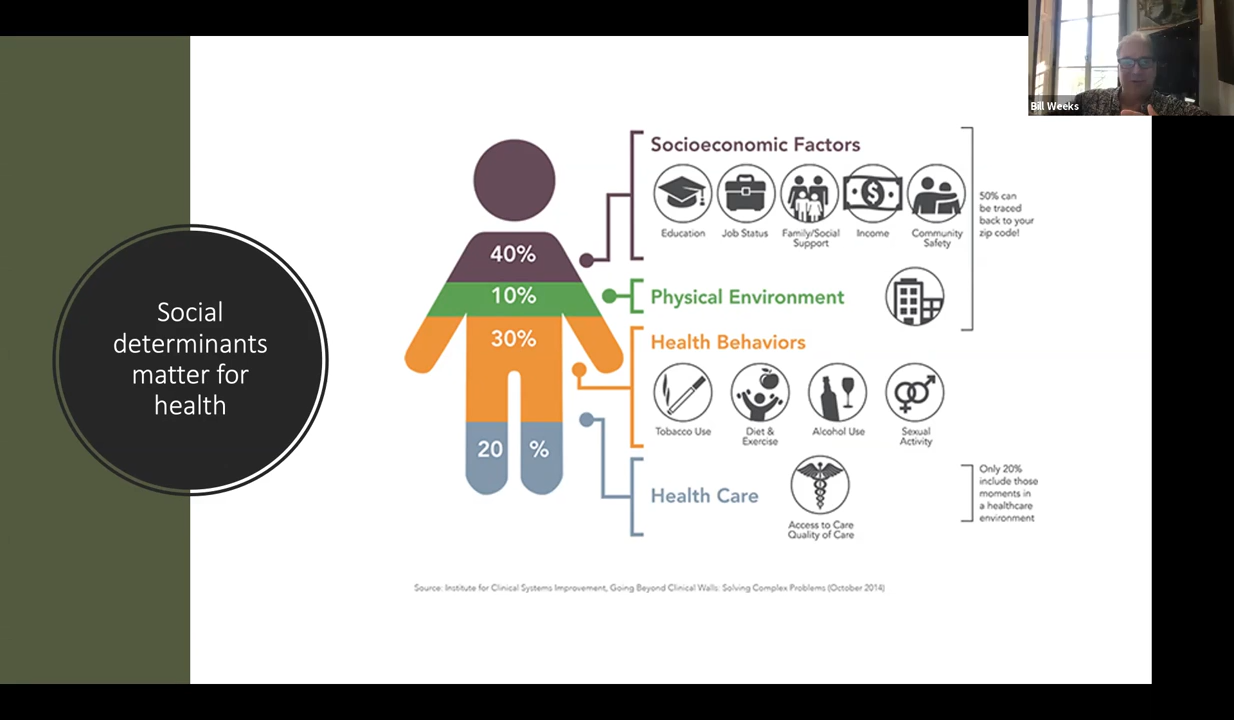 Bill Weeks
Social
determinants
matter for
health
40%
10%
30%
20 %
Socioeconomic Factors
Education
Job Status
Family/Social
Support
Income
Community
Safety
50% can
be traced
back to your
zip code!
Physical Environment
Health Behaviors
Tobacco Use
Diet &
Exercise
Alcohol Use
Sexual
Activity
Health Care
Access to Care
Quality of Care
Only 20%
include those
moments in
a healthcare
environment
Source: Institute for Clinical Systems Improvement, Going Beyond Clinical Walls: Solving Complex Problems (October 2014)